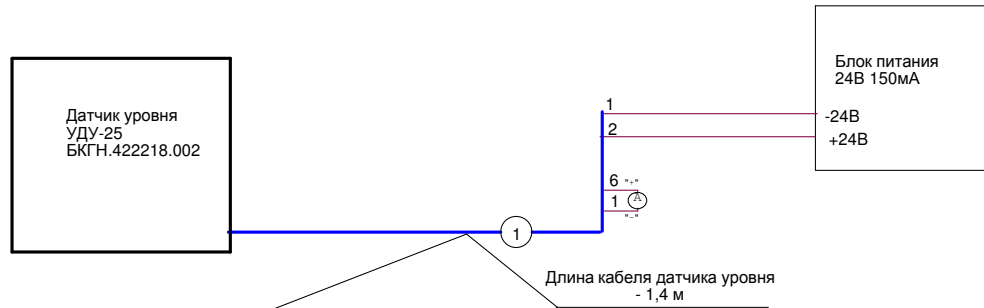 Блок питания
24В 150мА
-24В
+24В
Датчик уровня
УДУ-25
БКГН.422218.002
1
2
6 "+"
А
1
"-"
1
Длина кабеля датчика уровня
- 1,4 м